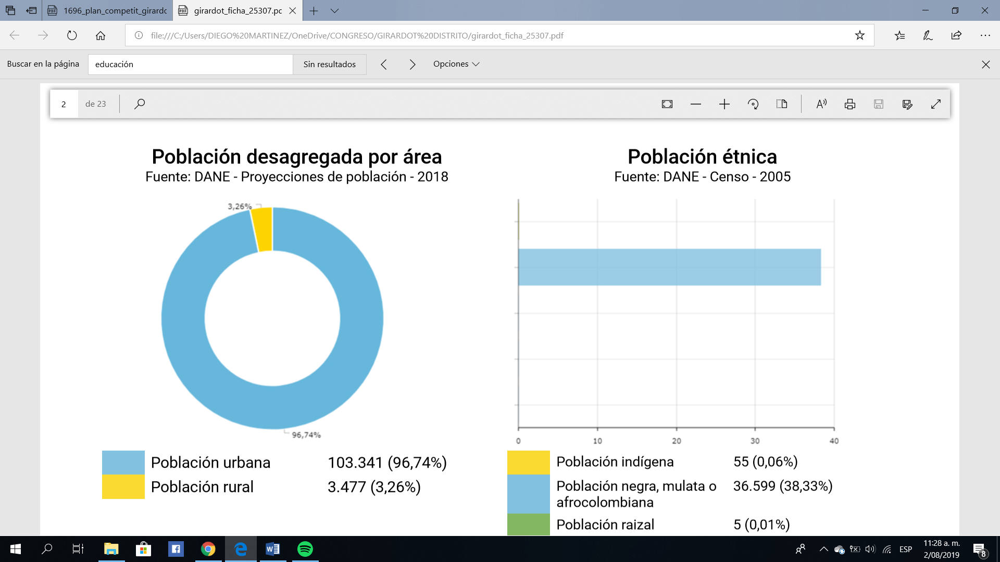 1696_plan_competit_girardo
girardot_ficha_25307.pc
file:///C:/Users/DIEGO%20MARTINEZ/OneDrive/CONGRESO/GIRARDOT%20DISTRITO/girardot_ficha_25307.pdf
Buscar en la página
educación
Sin resultados
Opciones
2
de 23
Población desagregada por área
Fuente: DANE - Proyecciones de población - 2018
3,26%
96,74%
Población urbana 103.341 (96,74%)
Población rural 3.477 (3,26%)
Población étnica
Fuente: DANE - Censo - 2005
0 10 20 30 40
Población indígena 55 (0,06%)
Población negra, mulata o 36.599 (38,33%)
afrocolombiana
Población raizal 5 (0,01%)
ESP
11:28 a. m.
2/08/2019
8